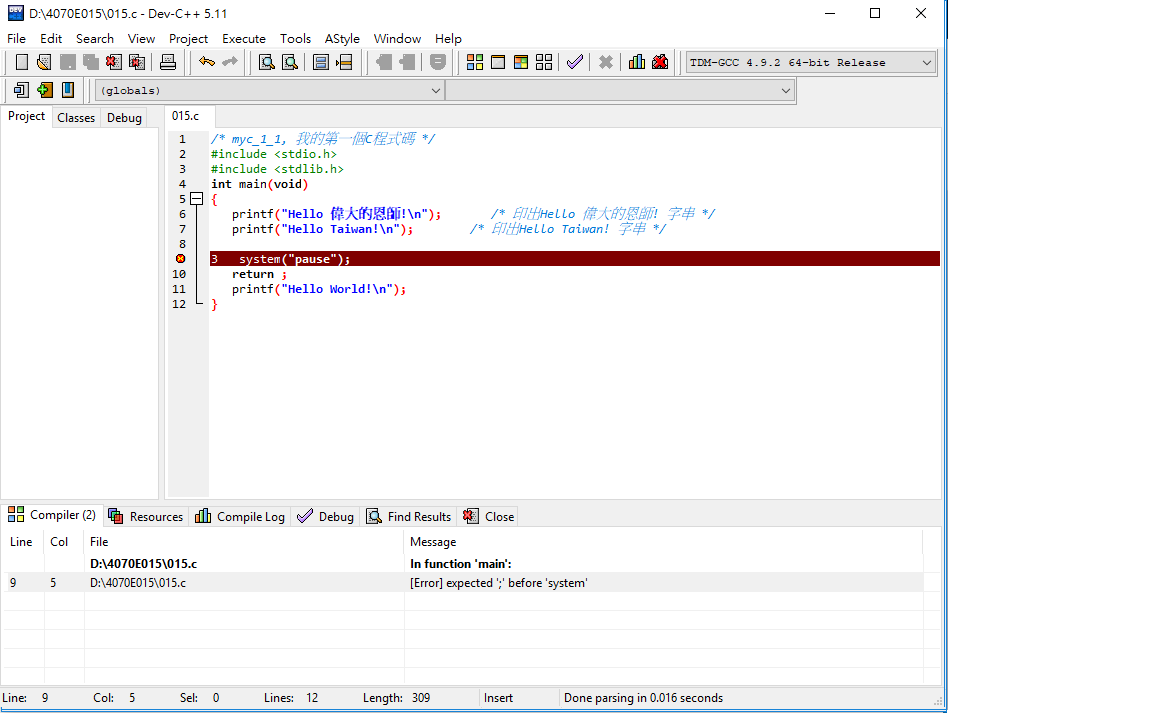 D:\4070E015\015.c - Dev-C++ 5.11
File Edit Search View Project Execute Tools AStyle Window Help
TDM-GCC 4.9.2 64-bit Release
(globals)
Project Classes Debug 015.c
1 /* myc_1_1, 我的第一個C程式碼 */
2 #include <stdio.h>
3 #include <stdlib.h>
4 int main(void)
5 {
6 printf("Hello 偉大的恩師!\n"); /* 印出Hello 偉大的恩師! 字串 */
7 printf("Hello Taiwan!\n"); /* 印出Hello Taiwan! 字串 */
8
3 system("pause");
10 return ;
11 printf("Hello World!\n");
12 }
Compiler (2) Resources Compile Log Debug Find Results Close
Line Col File Message
D:\4070E015\015.c In function 'main':
9 5 D:\4070E015\015.c [Error] expected ';' before 'system'
Line: 9 Col: 5 Sel: 0 Lines: 12 Length: 309 Insert Done parsing in 0.016 seconds